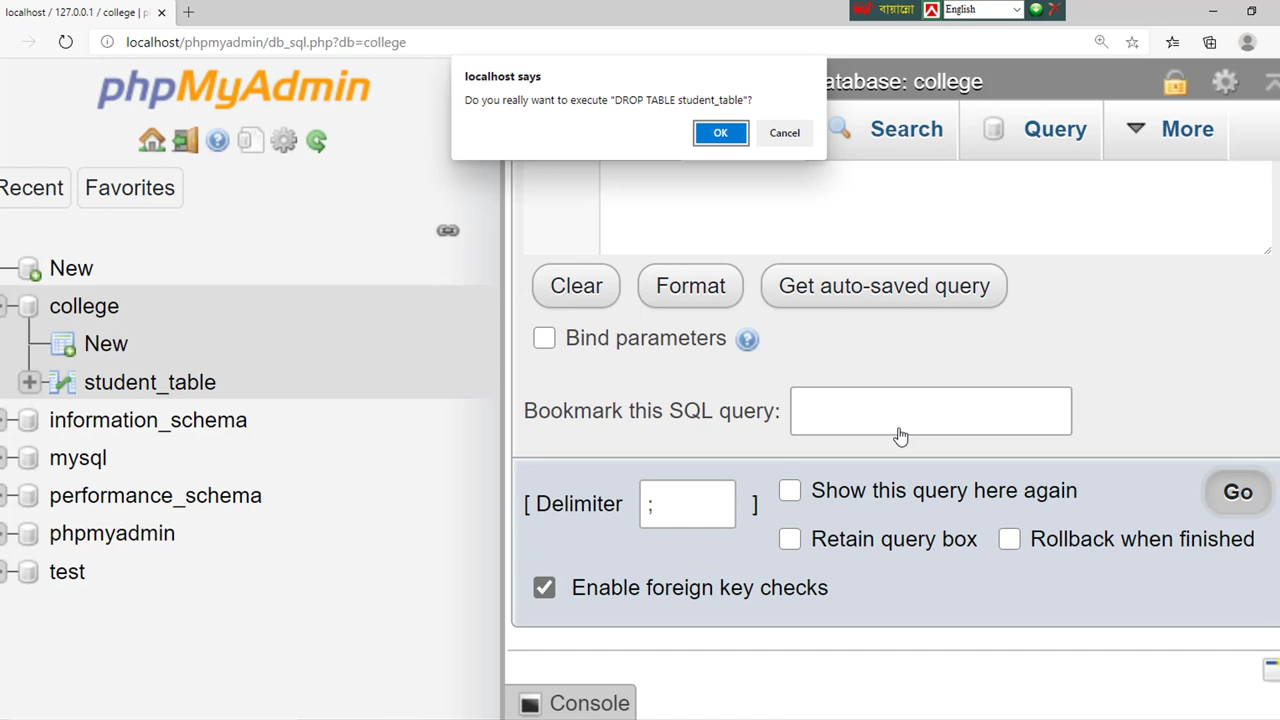 localhost / 127.0.0.1 / college | p
বায়ান্নো
English
localhost/phpmyadmin/db_sql.php?db=college
phpMyAdmin
localhost says
Do you really want to execute "DROP TABLE student_table"?
OK
Cancel
atabase: college
Search
Query
More
Recent
Favorites
New
college
New
student_table
information_schema
mysql
performance_schema
phpmyadmin
test
Clear
Format
Get auto-saved query
Bind parameters
Bookmark this SQL query:
[ Delimiter
;
]
Show this query here again
Go
Retain query box
Rollback when finished
Enable foreign key checks
Console